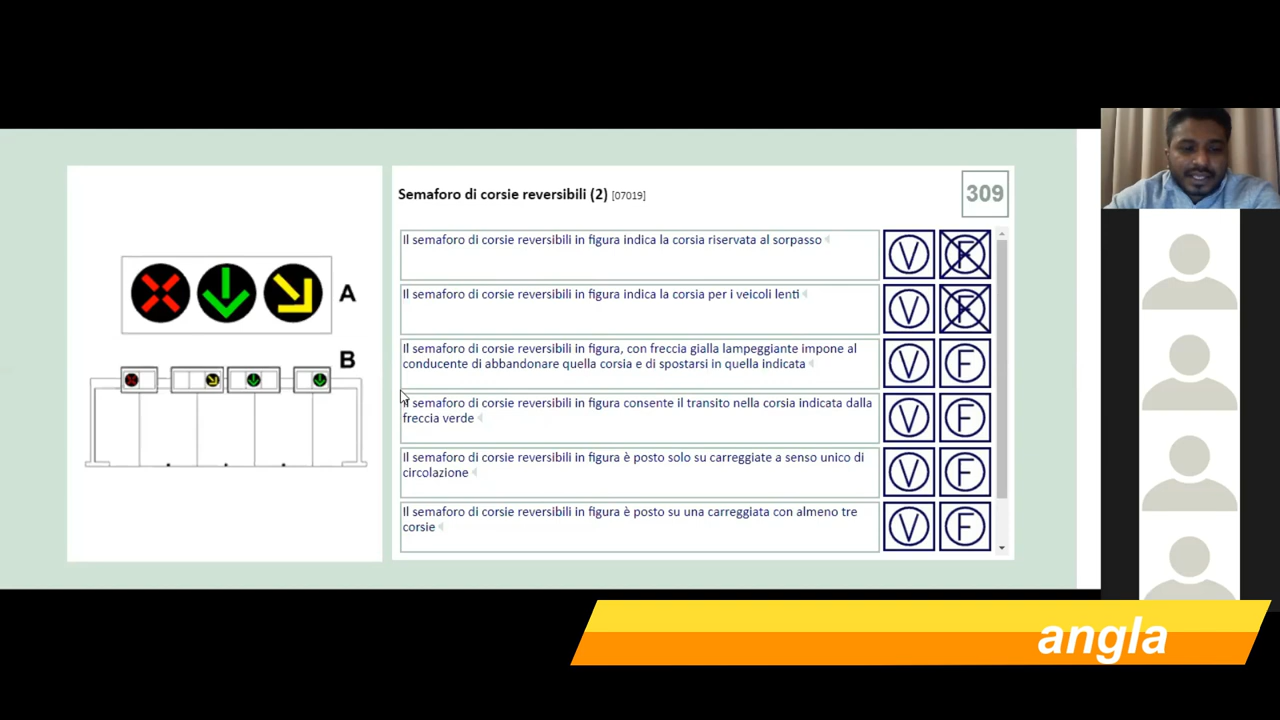 Semaforo di corsie reversibili (2) [07019]
309
Il semaforo di corsie reversibili in figura indica la corsia riservata al sorpasso
V F
Il semaforo di corsie reversibili in figura indica la corsia per i veicoli lenti
V F
Il semaforo di corsie reversibili in figura, con freccia gialla lampeggiante impone al
conducente di abbandonare quella corsia e di spostarsi in quella indicata
V F
Il semaforo di corsie reversibili in figura consente il transito nella corsia indicata dalla
freccia verde
V F
Il semaforo di corsie reversibili in figura è posto solo su carreggiate a senso unico di
circolazione
V F
Il semaforo di corsie reversibili in figura è posto su una carreggiata con almeno tre
corsie
V F
A
B
angla